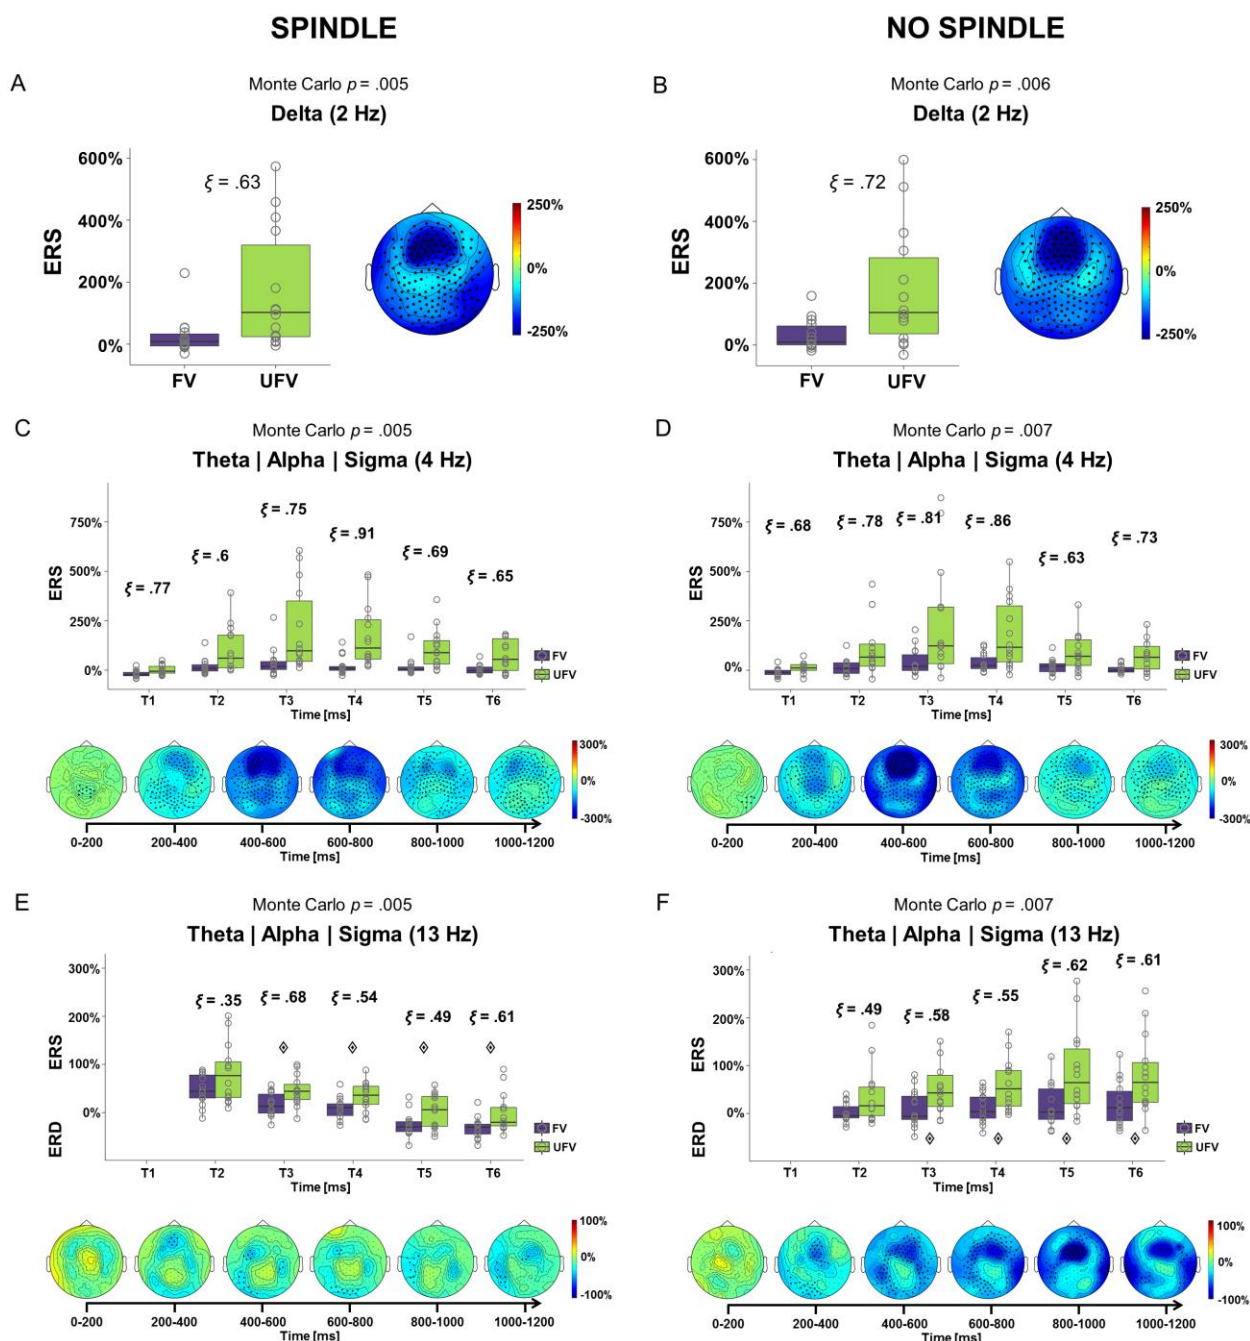 SPINDLE
NO SPINDLE
A
Monte Carlo p = .005
Delta (2 Hz)
600%
400%
200%
0%
ERS
ξ = .63
FV
UFV
250%
0%
-250%
B
Monte Carlo p = .006
Delta (2 Hz)
600%
400%
200%
0%
ERS
ξ = .72
FV
UFV
250%
0%
-250%
C
Monte Carlo p = .005
Theta | Alpha | Sigma (4 Hz)
750%
500%
250%
0%
ERS
ξ = .77
ξ = .6
ξ = .75
ξ = .91
ξ = .69
ξ = .65
FV
UFV
T1 T2 T3 T4 T5 T6
Time [ms]
300%
0%
-300%
0-200 200-400 400-600 600-800 800-1000 1000-1200
Time [ms]
D
Monte Carlo p = .007
Theta | Alpha | Sigma (4 Hz)
750%
500%
250%
0%
ERS
ξ = .68
ξ = .78
ξ = .81
ξ = .86
ξ = .63
ξ = .73
FV
UFV
T1 T2 T3 T4 T5 T6
Time [ms]
300%
0%
-300%
0-200 200-400 400-600 600-800 800-1000 1000-1200
Time [ms]
E
Monte Carlo p = .005
Theta | Alpha | Sigma (13 Hz)
300%
200%
100%
0%
ERS
ERD
ξ = .35
ξ = .68
ξ = .54
ξ = .49
ξ = .61
FV
UFV
T1 T2 T3 T4 T5 T6
Time [ms]
100%
0%
-100%
0-200 200-400 400-600 600-800 800-1000 1000-1200
Time [ms]
F
Monte Carlo p = .007
Theta | Alpha | Sigma (13 Hz)
300%
200%
100%
0%
ERS
ERD
ξ = .49
ξ = .58
ξ = .55
ξ = .62
ξ = .61
FV
UFV
T1 T2 T3 T4 T5 T6
Time [ms]
100%
0%
-100%
0-200 200-400 400-600 600-800 800-1000 1000-1200
Time [ms]